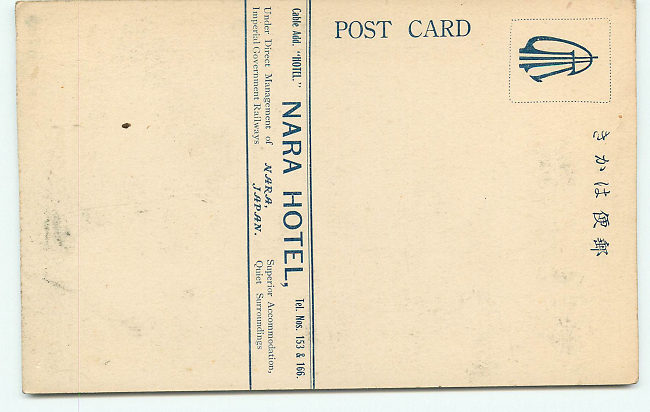 POST CARD
郵便はかき
Cable Add. "HOTEL." NARA HOTEL, Tel. Nos. 153 & 166.
Under Direct Management of
Imperial Government Railways
NARA,
JAPAN.
Superior Accommodation,
Quiet Surroundings